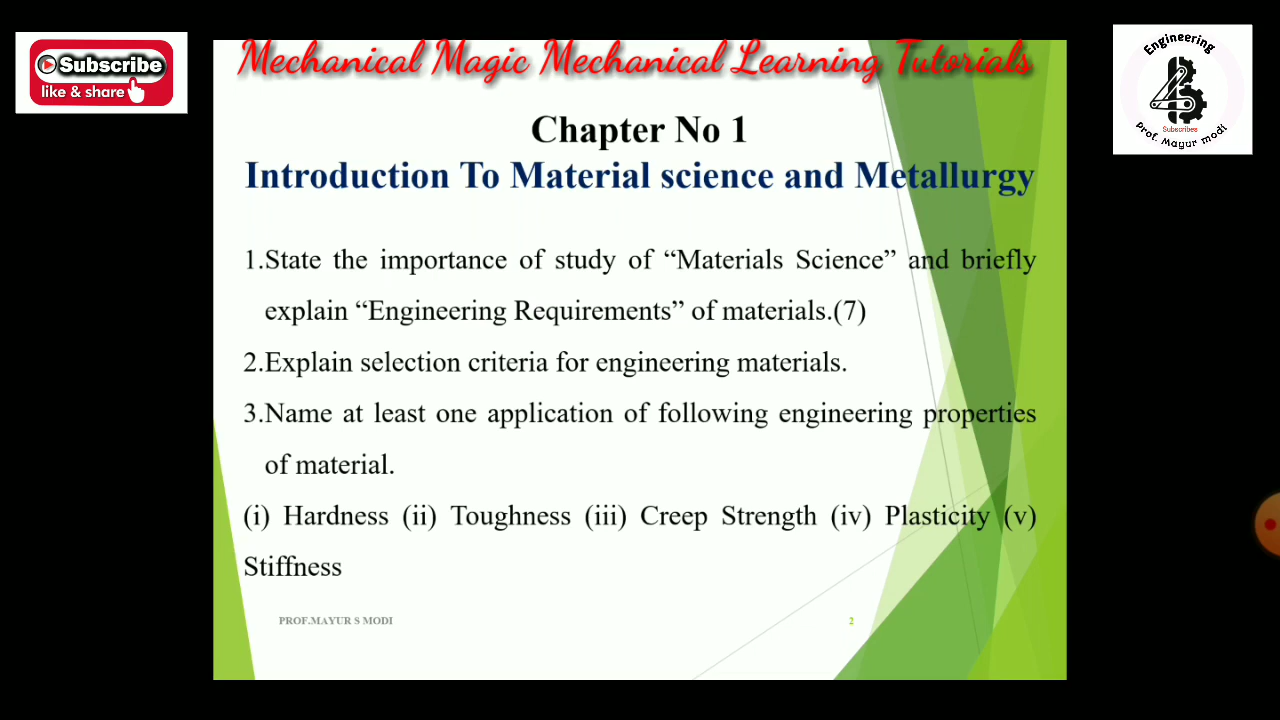 Subscribe
like & share
Mechanical Magic Mechanical Learning Tutorials
Engineering
Subscribes
Prof. Mayur modi
Chapter No 1
Introduction To Material science and Metallurgy
1.State the importance of study of “Materials Science” and briefly
explain “Engineering Requirements” of materials.(7)
2.Explain selection criteria for engineering materials.
3.Name at least one application of following engineering properties
of material.
(i) Hardness (ii) Toughness (iii) Creep Strength (iv) Plasticity (v)
Stiffness
PROF.MAYUR S MODI
2